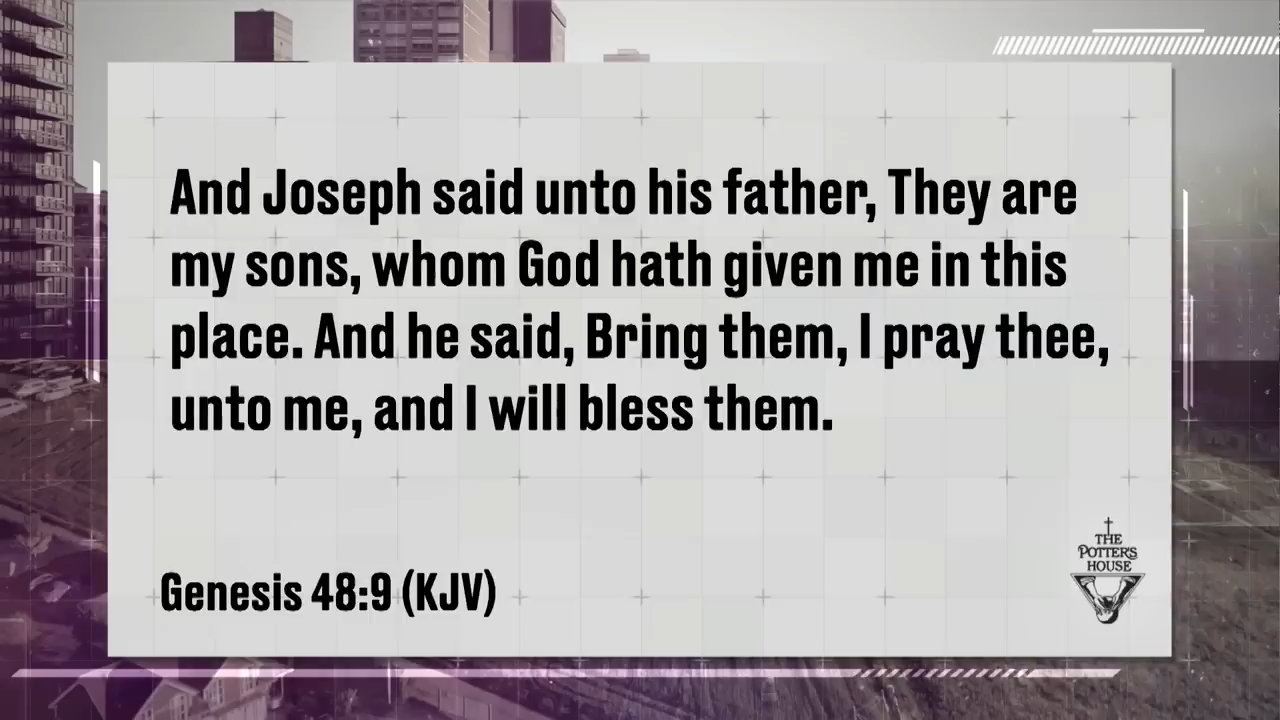 And Joseph said unto his father, They are
my sons, whom God hath given me in this
place. And he said, Bring them, I pray thee,
unto me, and I will bless them.
Genesis 48:9 (KJV)
THE
POTTER'S
HOUSE